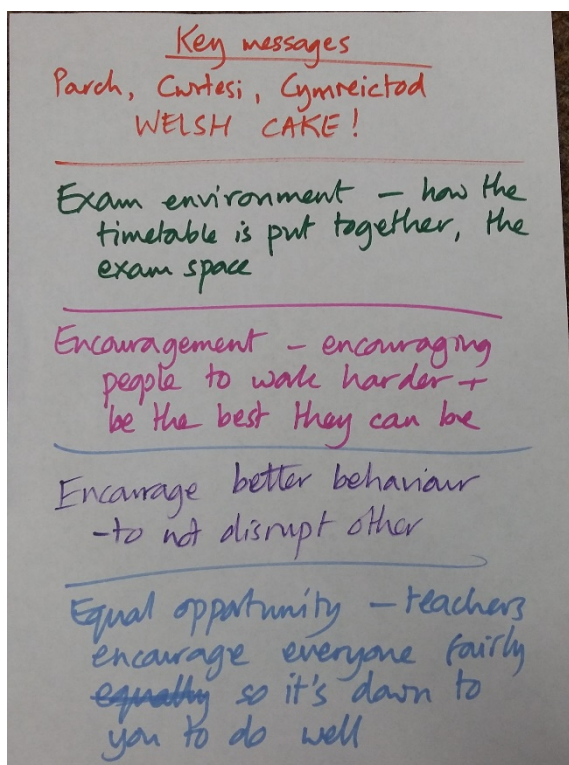 Key messages
Parch, Cwrtesi, Cymreictod
WELSH CAKE!
Exam environment – how the
timetable is put together, the
exam space
Encouragement – encouraging
people to work harder +
be the best they can be
Encourage better behaviour
-to not disrupt other
Equal opportunity – teachers
encourage everyone fairly
equally so it's down to
you to do well